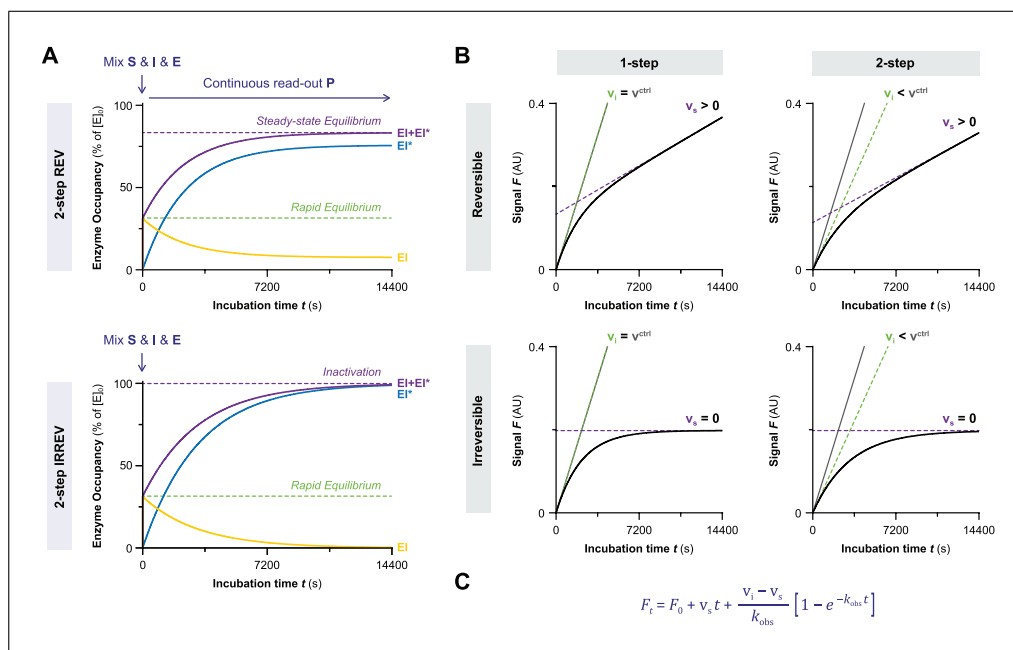 A
Mix S & I & E
Continuous read-out P
2-step REV
Enzyme Occupancy (% of [E]₀)
100
50
0
Steady-state Equilibrium
EI+EI*
EI*
Rapid Equilibrium
EI
0
7200
14400
Incubation time t (s)
Mix S & I & E
2-step IRREV
Enzyme Occupancy (% of [E]₀)
100
50
0
Inactivation
EI+EI*
EI*
Rapid Equilibrium
EI
0
7200
14400
Incubation time t (s)
B
1-step
2-step
Reversible
Signal F (AU)
0.4
0
vᵢ = vᶜᵗʳˡ
vₛ > 0
0
7200
14400
Incubation time t (s)
Signal F (AU)
0.4
0
vᵢ < vᶜᵗʳˡ
vₛ > 0
0
7200
14400
Incubation time t (s)
Irreversible
Signal F (AU)
0.4
0
vᵢ = vᶜᵗʳˡ
vₛ = 0
0
7200
14400
Incubation time t (s)
Signal F (AU)
0.4
0
vᵢ < vᶜᵗʳˡ
vₛ = 0
0
7200
14400
Incubation time t (s)
C
Fₜ = F₀ + vₛ t + (vᵢ − vₛ)/k_obs [1 − e^(−k_obs t)]